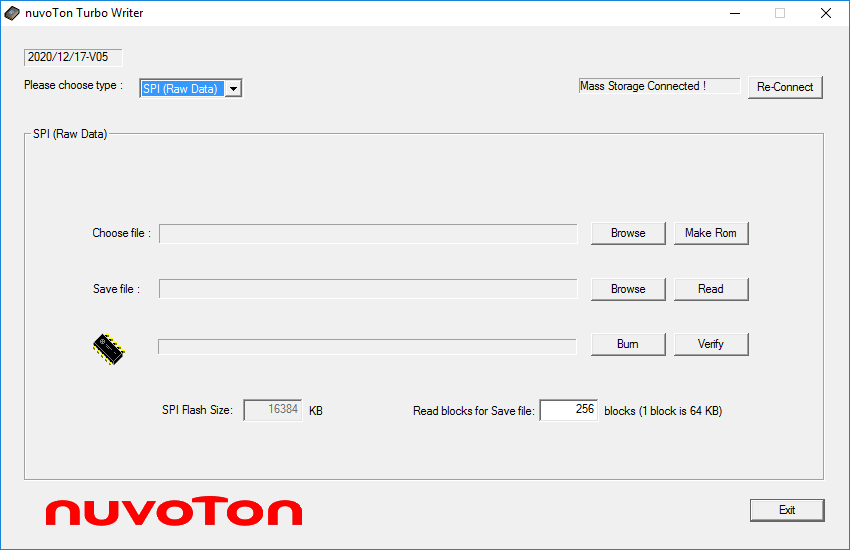 nuvoTon Turbo Writer
2020/12/17-V05
Please choose type : SPI (Raw Data) Mass Storage Connected ! Re-Connect
SPI (Raw Data)
Choose file : Browse Make Rom
Save file : Browse Read
Burn Verify
SPI Flash Size: 16384 KB Read blocks for Save file: 256 blocks (1 block is 64 KB)
nuvoTon Exit